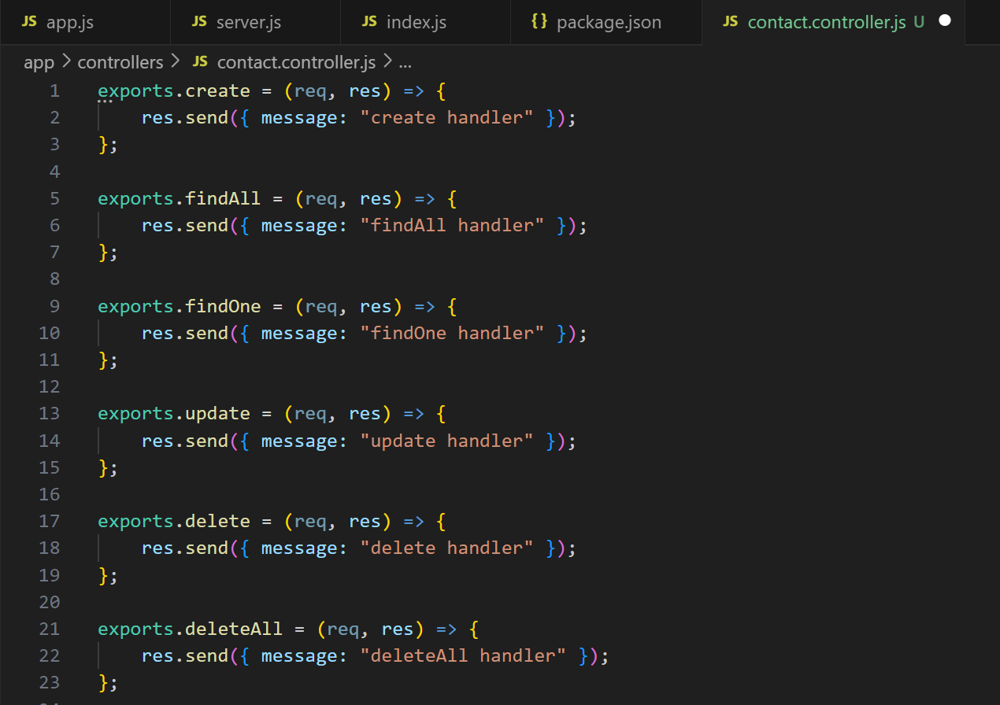 JS app.js JS server.js JS index.js {} package.json JS contact.controller.js U
app > controllers > JS contact.controller.js > ...
1 exports.create = (req, res) => {
2     res.send({ message: "create handler" });
3 };
4
5 exports.findAll = (req, res) => {
6     res.send({ message: "findAll handler" });
7 };
8
9 exports.findOne = (req, res) => {
10     res.send({ message: "findOne handler" });
11 };
12
13 exports.update = (req, res) => {
14     res.send({ message: "update handler" });
15 };
16
17 exports.delete = (req, res) => {
18     res.send({ message: "delete handler" });
19 };
20
21 exports.deleteAll = (req, res) => {
22     res.send({ message: "deleteAll handler" });
23 };